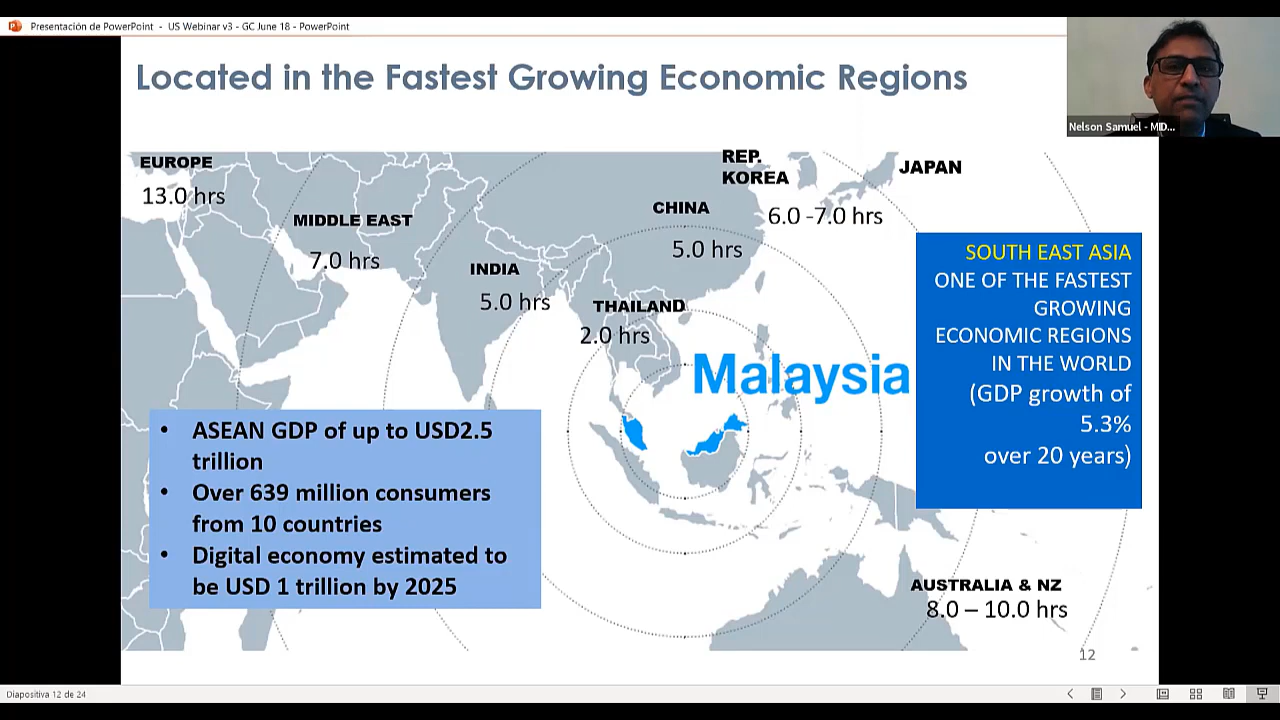 Presentación de PowerPoint - US Webinar v3 - GC June 18 - PowerPoint
Located in the Fastest Growing Economic Regions
Nelson Samuel - MID...
EUROPE
13.0 hrs
MIDDLE EAST
7.0 hrs
INDIA
5.0 hrs
THAILAND
2.0 hrs
CHINA
5.0 hrs
REP.
KOREA
JAPAN
6.0 -7.0 hrs
Malaysia
SOUTH EAST ASIA
ONE OF THE FASTEST
GROWING
ECONOMIC REGIONS
IN THE WORLD
(GDP growth of
5.3%
over 20 years)
• ASEAN GDP of up to USD2.5
trillion
• Over 639 million consumers
from 10 countries
• Digital economy estimated to
be USD 1 trillion by 2025
AUSTRALIA & NZ
8.0 – 10.0 hrs
12
Diapositiva 12 de 24